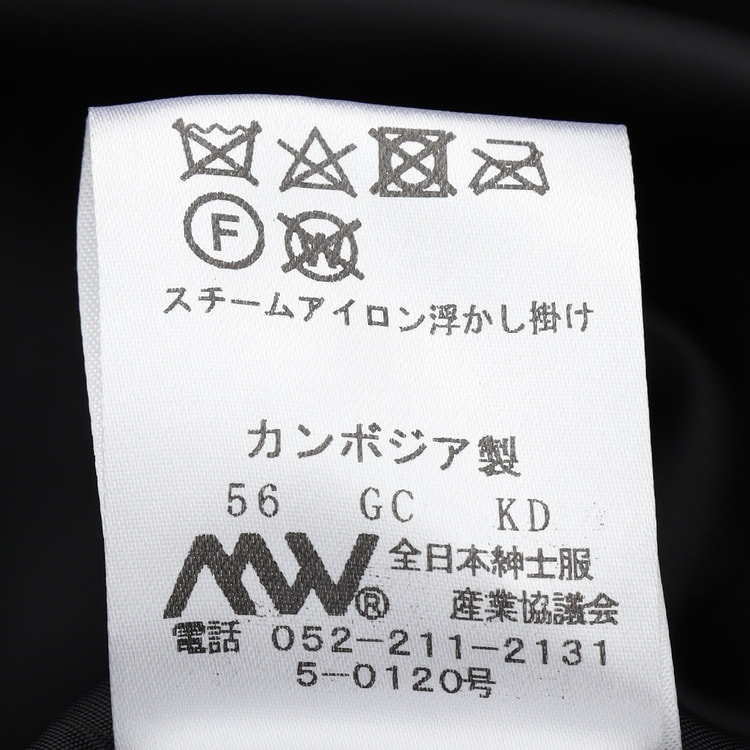 F W
スチームアイロン浮かし掛け
カンボジア製
56 GC KD
MW® 全日本紳士服
産業協議会
電話 052-211-2131
5-0120号